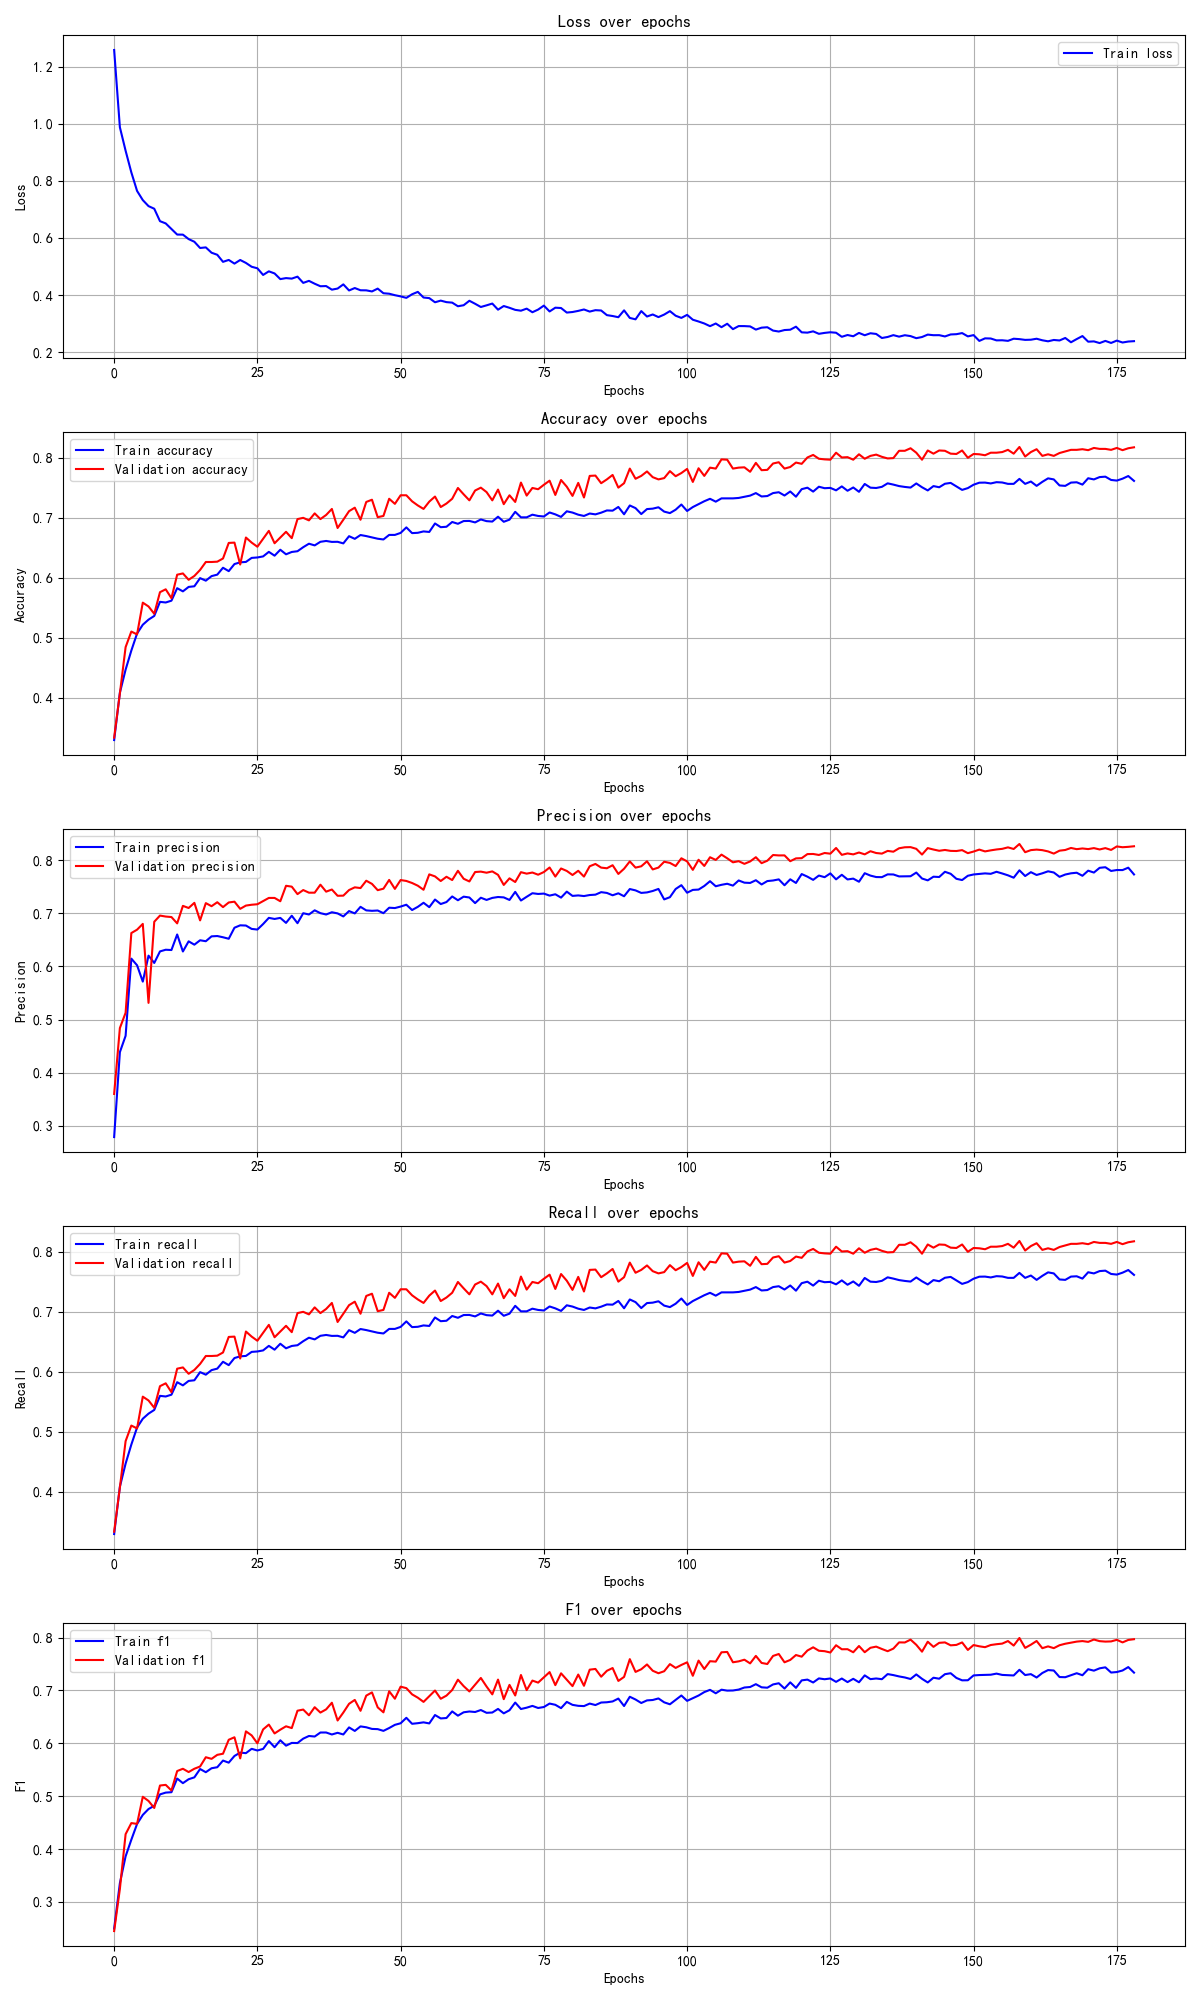 Loss over epochs
Train loss
1.2
1.0
0.8
0.6
0.4
0.2
Loss
0 25 50 75 100 125 150 175
Epochs
Accuracy over epochs
Train accuracy
Validation accuracy
0.8
0.7
0.6
0.5
0.4
Accuracy
0 25 50 75 100 125 150 175
Epochs
Precision over epochs
Train precision
Validation precision
0.8
0.7
0.6
0.5
0.4
0.3
Precision
0 25 50 75 100 125 150 175
Epochs
Recall over epochs
Train recall
Validation recall
0.8
0.7
0.6
0.5
0.4
Recall
0 25 50 75 100 125 150 175
Epochs
F1 over epochs
Train f1
Validation f1
0.8
0.7
0.6
0.5
0.4
0.3
F1
0 25 50 75 100 125 150 175
Epochs